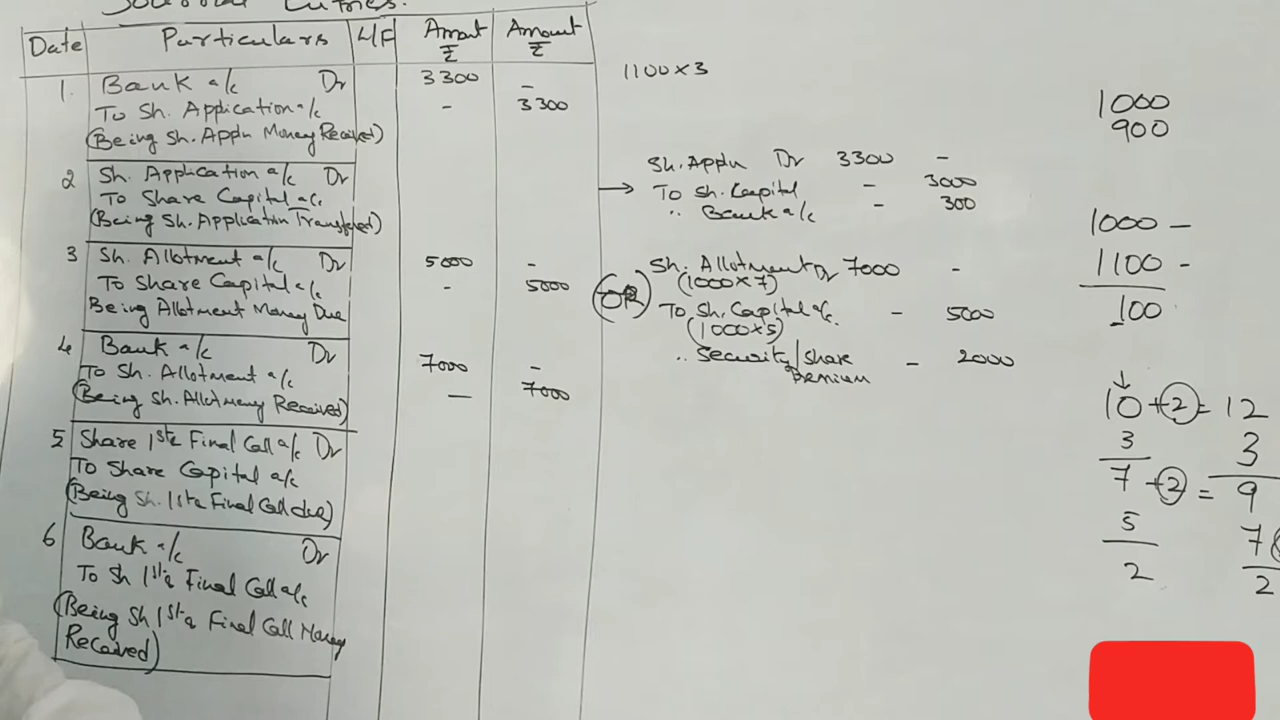 Journal Entries.
Date Particulars L/F Amount ₹ Amount ₹
1. Bank a/c Dr 3300 -
To Sh. Application a/c - 3300
(Being Sh. Appln Money Received)
2 Sh. Application a/c Dr
To Share Capital a/c.
(Being Sh. Application Transferred)
3 Sh. Allotment a/c Dr 5000 -
To Share Capital a/c - 5000
Being Allotment Money Due
4 Bank a/c Dr 7000 -
To Sh. Allotment a/c — 7000
(Being Sh. Allotmeny Received)
5 Share 1st& Final Call a/c Dr
To Share Capital a/c
(Being Sh. 1st& Final Call due)
6 Bank a/c Dr
To Sh 1st& Final Call a/c
(Being Sh 1st& Final Call Money
Received)
1100 x 3
→ Sh. Appln Dr 3300 -
To Sh. Capital - 3000
" Bank a/c - 300
(OR) Sh. Allotment Dr 7000 -
(1000 x 7)
To Sh. Capital a/c. - 5000
(1000 x 5)
" Security/Share - 2000
Premium
1000
900
1000 -
1100 -
100
↓
10 + 2 = 12
3 3
7 + 2 = 9
5 7
2 2